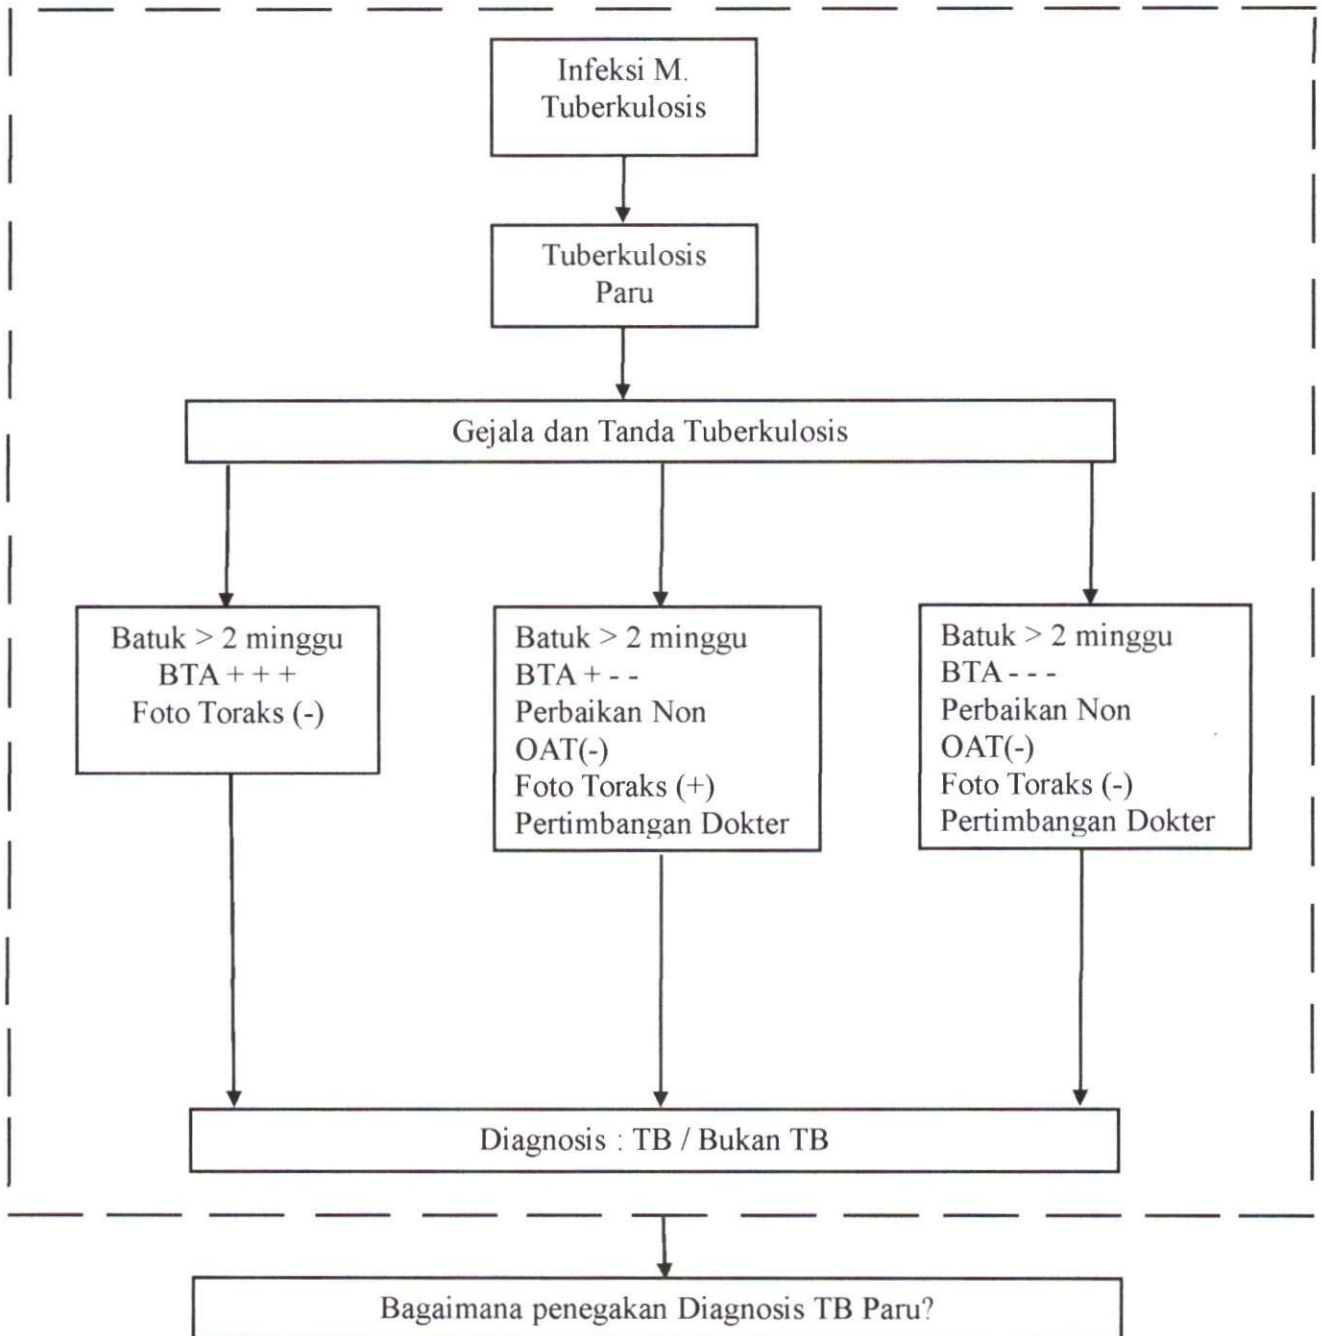 Infeksi M.
Tuberkulosis
Tuberkulosis
Paru
Gejala dan Tanda Tuberkulosis
Batuk > 2 minggu
BTA + + +
Foto Toraks (-)
Batuk > 2 minggu
BTA + - -
Perbaikan Non
OAT(-)
Foto Toraks (+)
Pertimbangan Dokter
Batuk > 2 minggu
BTA - - -
Perbaikan Non
OAT(-)
Foto Toraks (-)
Pertimbangan Dokter
Diagnosis : TB / Bukan TB
Bagaimana penegakan Diagnosis TB Paru?